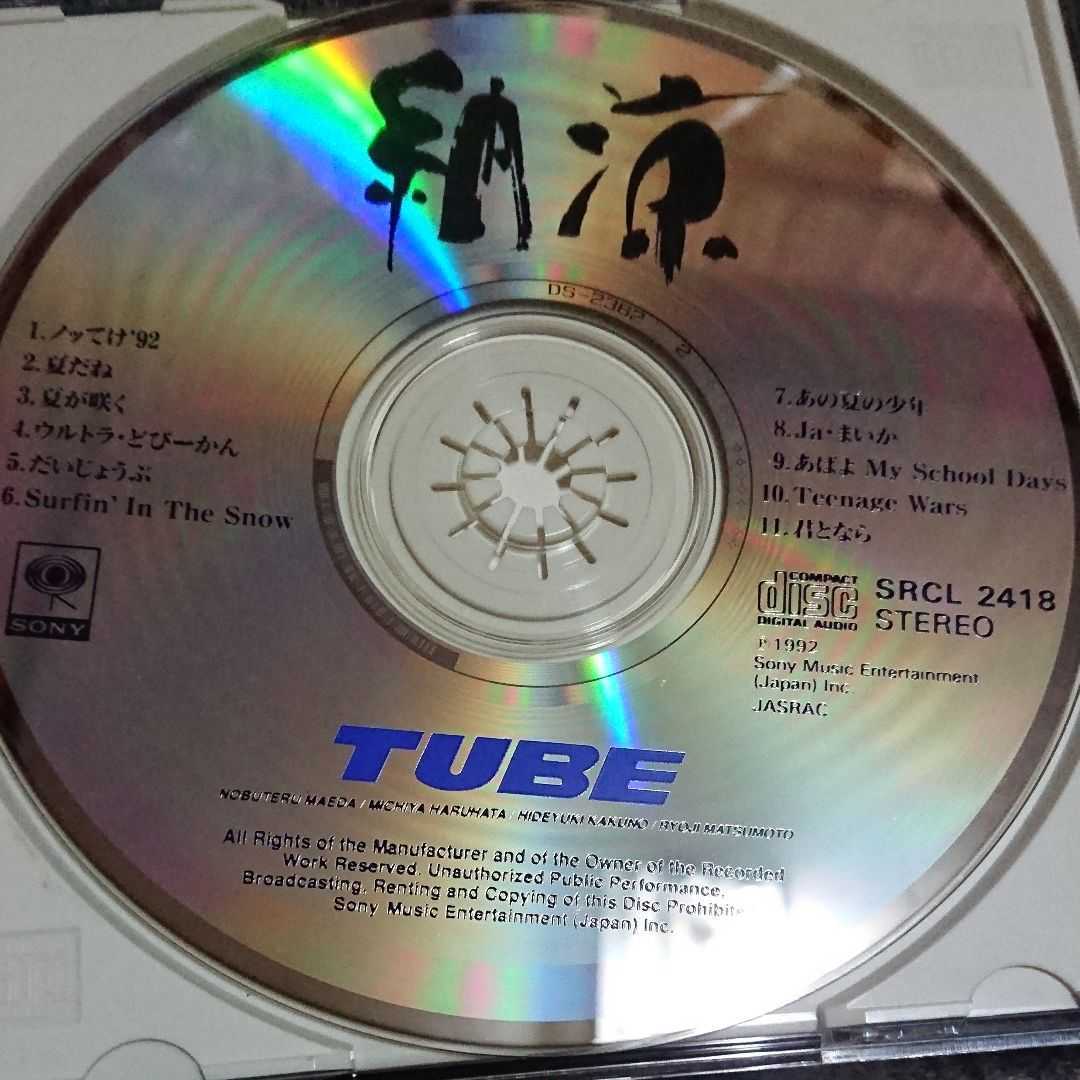 納涼
DS-2362 2
1.ノッてけ'92
2.夏だね
3.夏が咲く
4.ウルトラ・どぴーかん
5.だいじょうぶ
6.Surfin' In The Snow
SONY
7.あの夏の少年
8.Ja・まいか
9.あばよ My School Days
10.Teenage Wars
11.君となら
COMPACT
disc
DIGITAL AUDIO
SRCL 2418
STEREO
℗ 1992
Sony Music Entertainment
(Japan) Inc.
JASRAC
TUBE
NOBUTERU MAEDA / MICHIYA HARUHATA / HIDEYUKI KAKUNO / RYOJI MATSUMOTO
All Rights of the Manufacturer and of the Owner of the Recorded
Work Reserved. Unauthorized Public Performance,
Broadcasting, Renting and Copying of this Disc Prohibite
Sony Music Entertainment (Japan) Inc.